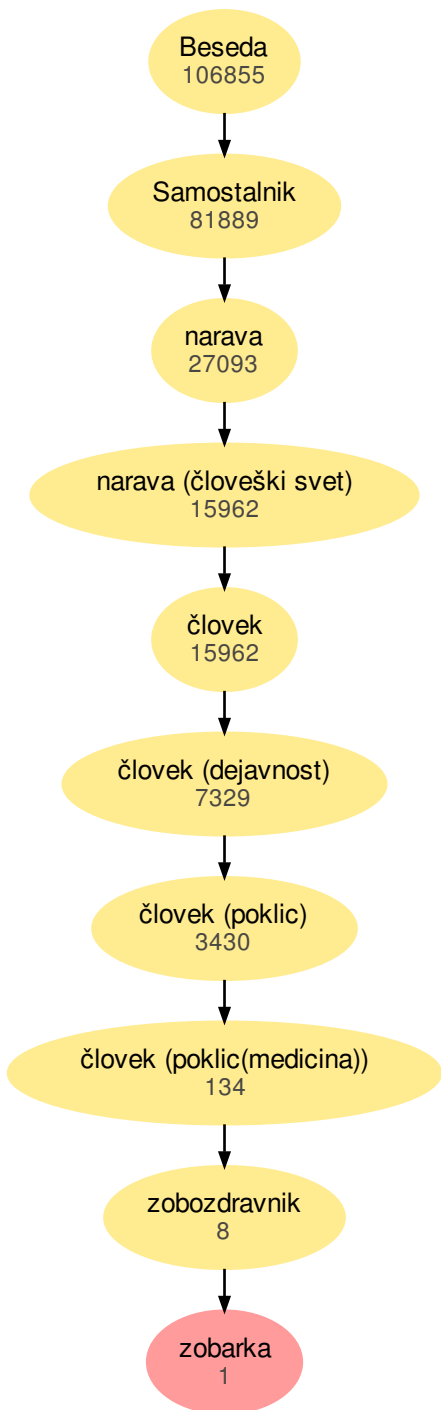 Beseda
106855
Samostalnik
81889
narava
27093
narava (človeški svet)
15962
človek
15962
človek (dejavnost)
7329
človek (poklic)
3430
človek (poklic(medicina))
134
zobozdravnik
8
zobarka
1